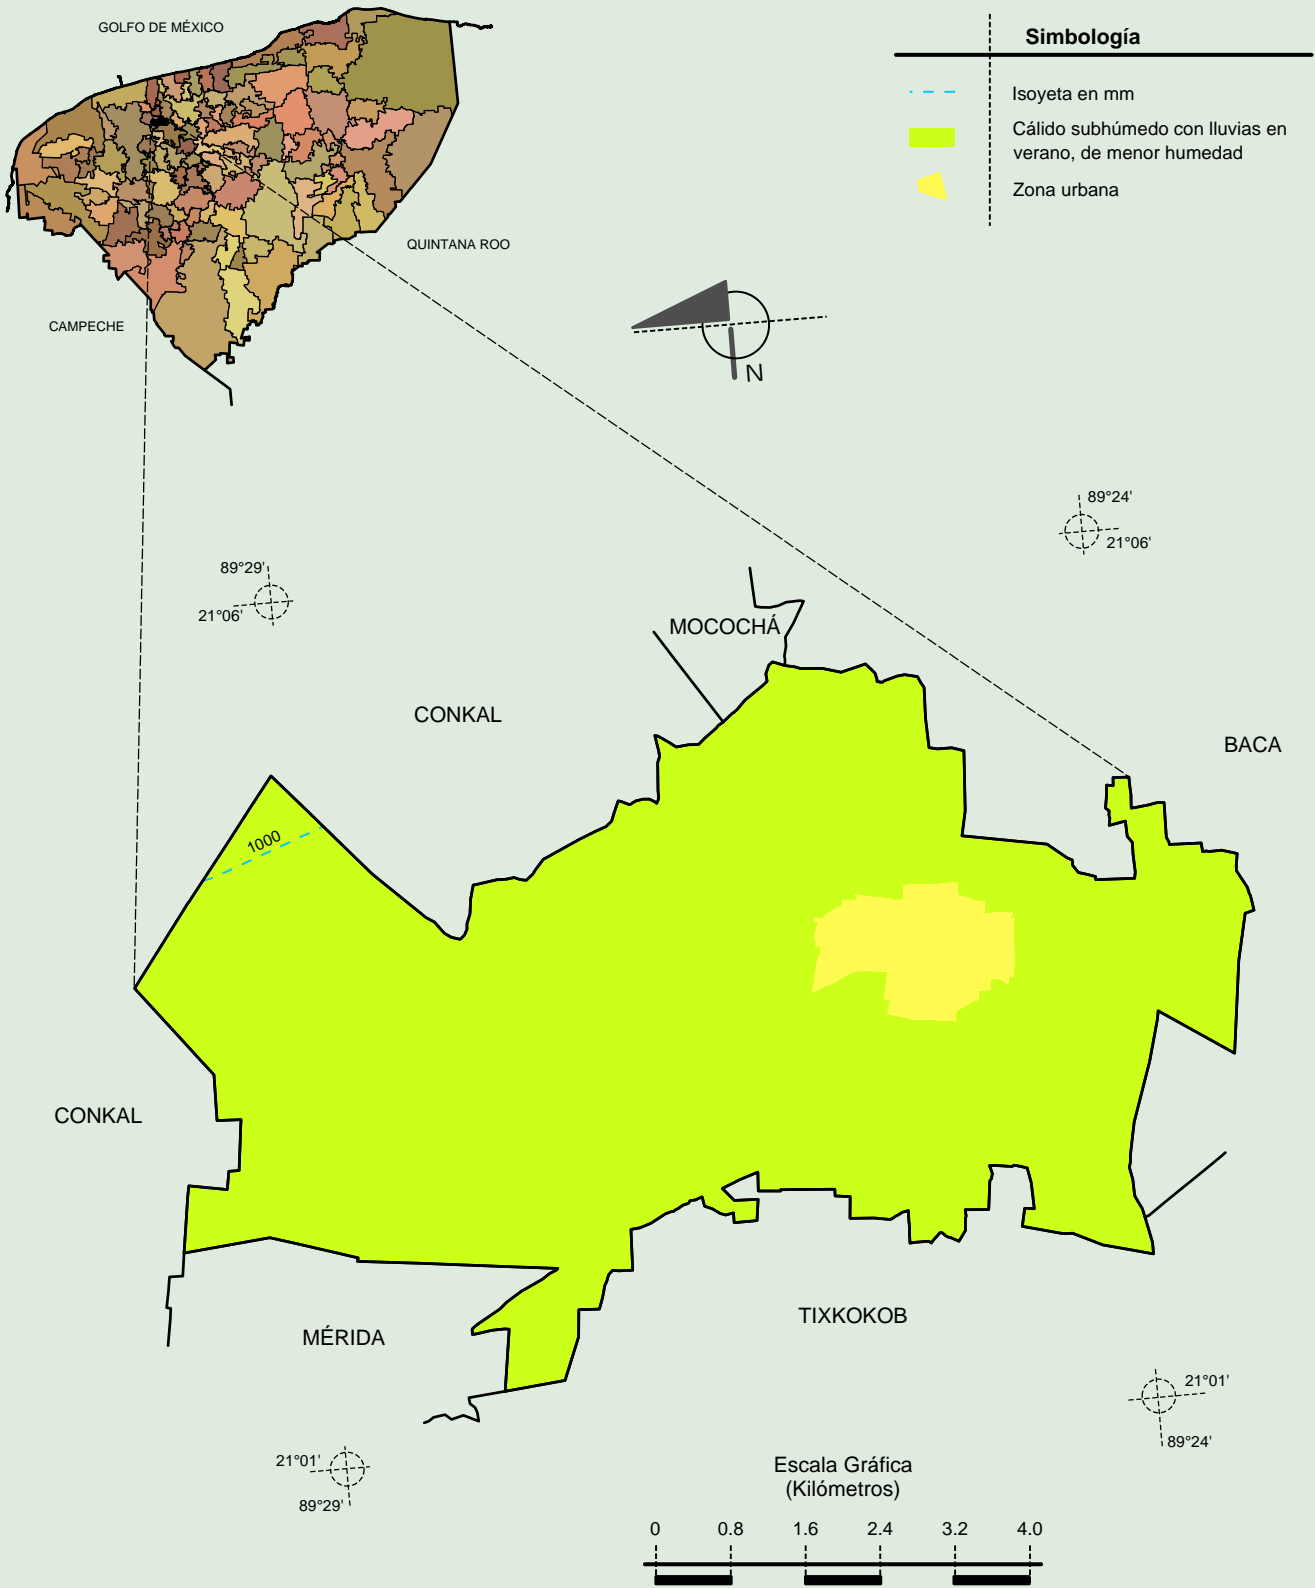 GOLFO DE MÉXICO
QUINTANA ROO
CAMPECHE
Simbología
Isoyeta en mm
Cálido subhúmedo con lluvias en
verano, de menor humedad
Zona urbana
N
89°24'
21°06'
89°29'
21°06'
MOCOCHÁ
CONKAL
BACA
1000
CONKAL
MÉRIDA
TIXKOKOB
21°01'
89°24'
21°01'
89°29'
Escala Gráfica
(Kilómetros)
0 0.8 1.6 2.4 3.2 4.0